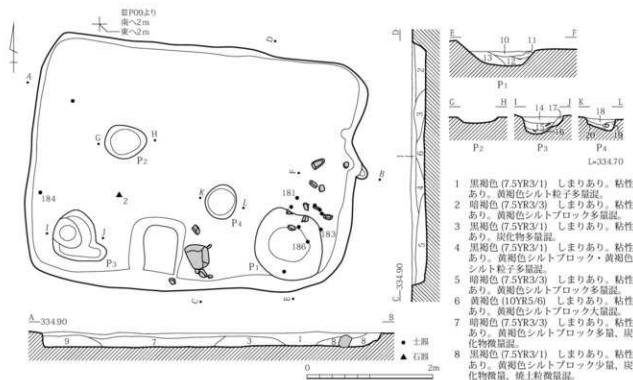 ⅢP09より
南へ2m
東へ2m
A
D
G
H
P2
184
2
I
J
P3
K
L
P4
F
181
183
186
P1
B
C
E
A 334.90
B
9
7
3
1
8
8
● 土器
▲ 石器
0
2m
D
2
3
6
4
5
C 334.90
E
10
11
F
13
12
P1
G
H
P2
I
14
17
J
15
16
P3
K
18
L
20
19
P4
L=334.70
1 黒褐色 (7.5YR3/1) しまりあり。粘性
あり。黄褐色シルト粒子多量混。
2 暗褐色 (7.5YR3/3) しまりあり。粘性
あり。黄褐色シルトブロック多量混。
3 黒褐色 (7.5YR3/1) しまりあり。粘性
あり。炭化物多量混。
4 黒褐色 (7.5YR3/1) しまりあり。粘性
あり。黄褐色シルトブロック・黄褐色
シルト粒子多量混。
5 暗褐色 (7.5YR3/3) しまりあり。粘性
あり。黄褐色シルトブロック多量混。
6 黄褐色 (10YR5/6) しまりあり。粘性
あり。黄褐色シルトブロック大量混。
7 暗褐色 (7.5YR3/3) しまりあり。粘性
あり。黄褐色シルトブロック多量、炭
化物微量混。
8 黒褐色 (7.5YR3/1) しまりあり。粘性
あり。黄褐色シルトブロック少量、炭
化物微量、焼土粒微量混。